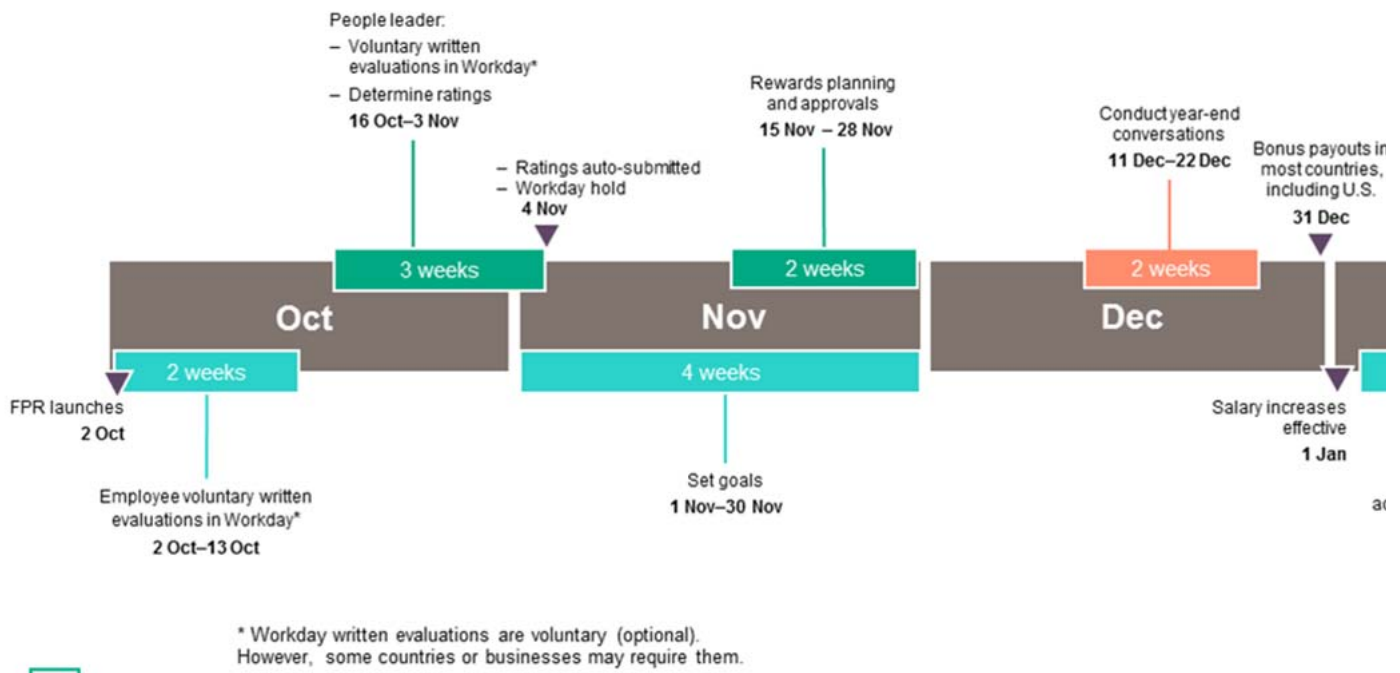 People leader:
– Voluntary written
evaluations in Workday*
– Determine ratings
16 Oct–3 Nov
– Ratings auto-submitted
– Workday hold
4 Nov
Rewards planning
and approvals
15 Nov – 28 Nov
Conduct year-end
conversations
11 Dec–22 Dec
Bonus payouts in
most countries,
including U.S.
31 Dec
3 weeks
2 weeks
2 weeks
Oct
Nov
Dec
2 weeks
4 weeks
FPR launches
2 Oct
Employee voluntary written
evaluations in Workday*
2 Oct–13 Oct
Set goals
1 Nov–30 Nov
Salary increases
effective
1 Jan
* Workday written evaluations are voluntary (optional).
However, some countries or businesses may require them.